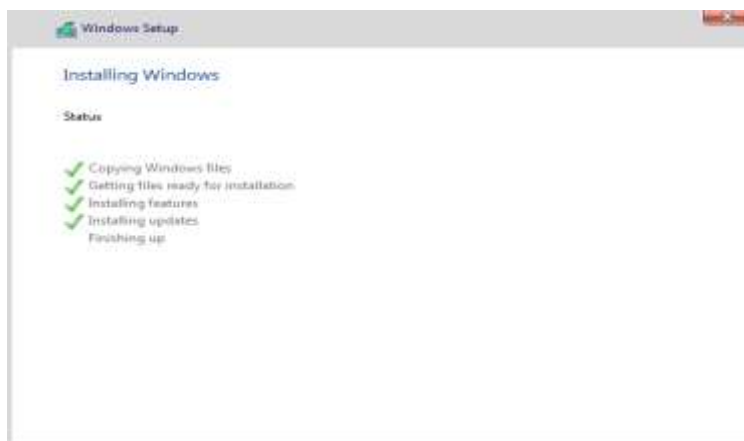 Windows Setup
Installing Windows
Status
Copying Windows files
Getting files ready for installation
Installing features
Installing updates
Finishing up